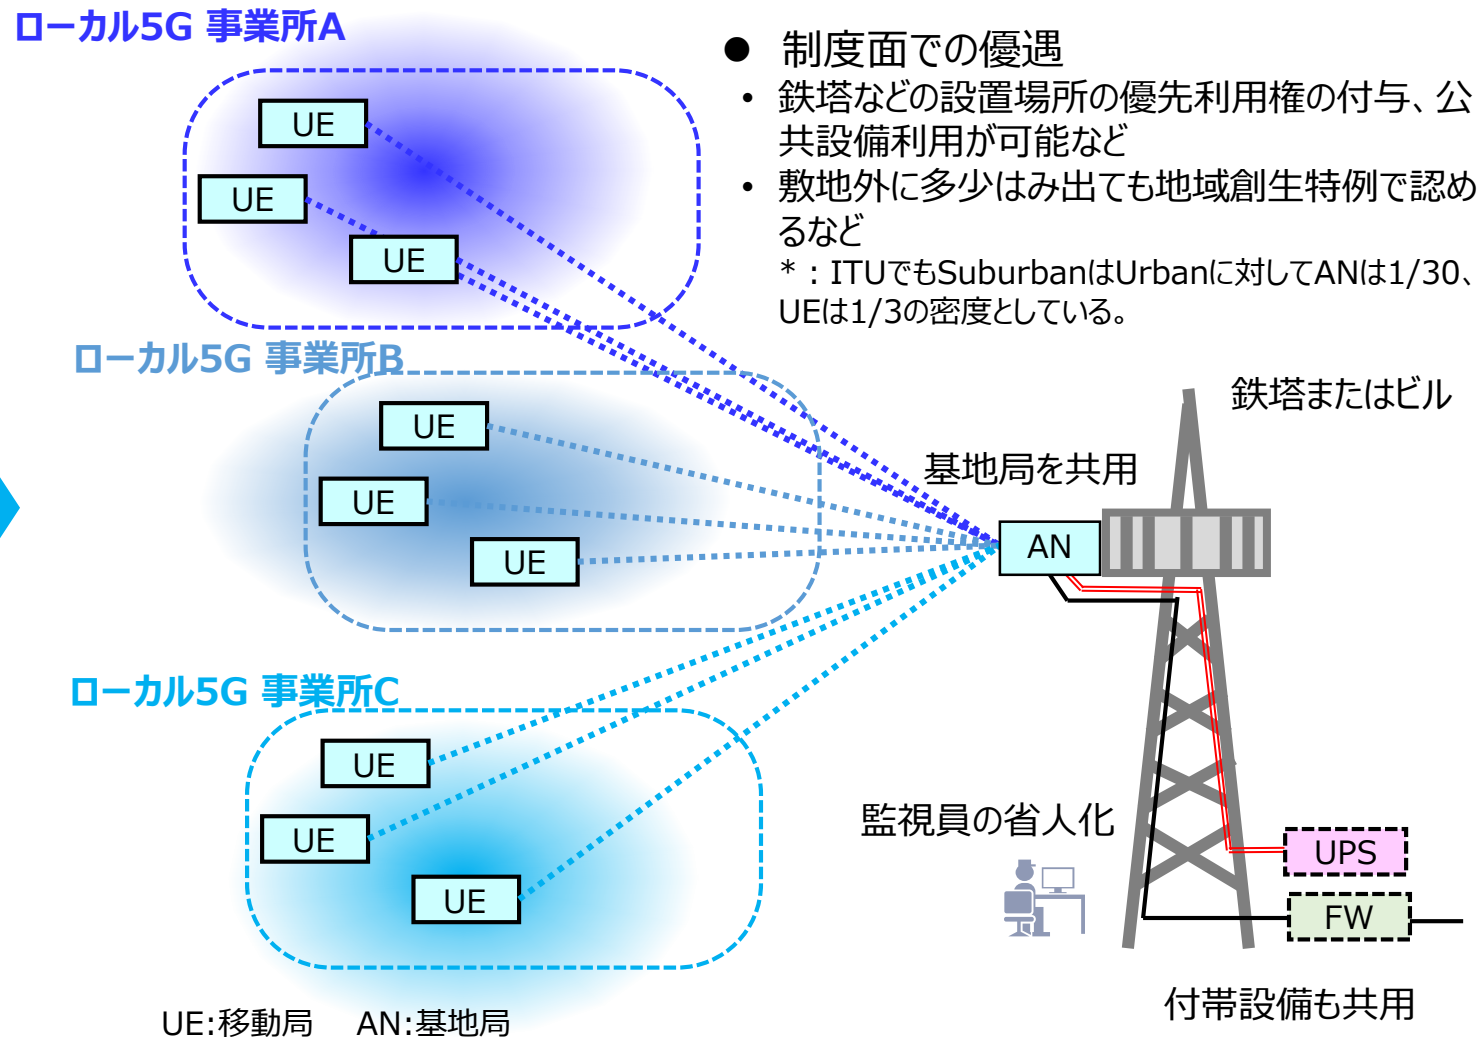 ローカル5G 事業所A
UE
UE
UE
● 制度面での優遇
• 鉄塔などの設置場所の優先利用権の付与、公
共設備利用が可能など
• 敷地外に多少はみ出ても地域創生特例で認め
るなど
*：ITUでもSuburbanはUrbanに対してANは1/30、
UEは1/3の密度としている。
ローカル5G 事業所B
UE
UE
UE
鉄塔またはビル
基地局を共用
AN
ローカル5G 事業所C
UE
UE
UE
監視員の省人化
UPS
FW
付帯設備も共用
UE:移動局 AN:基地局